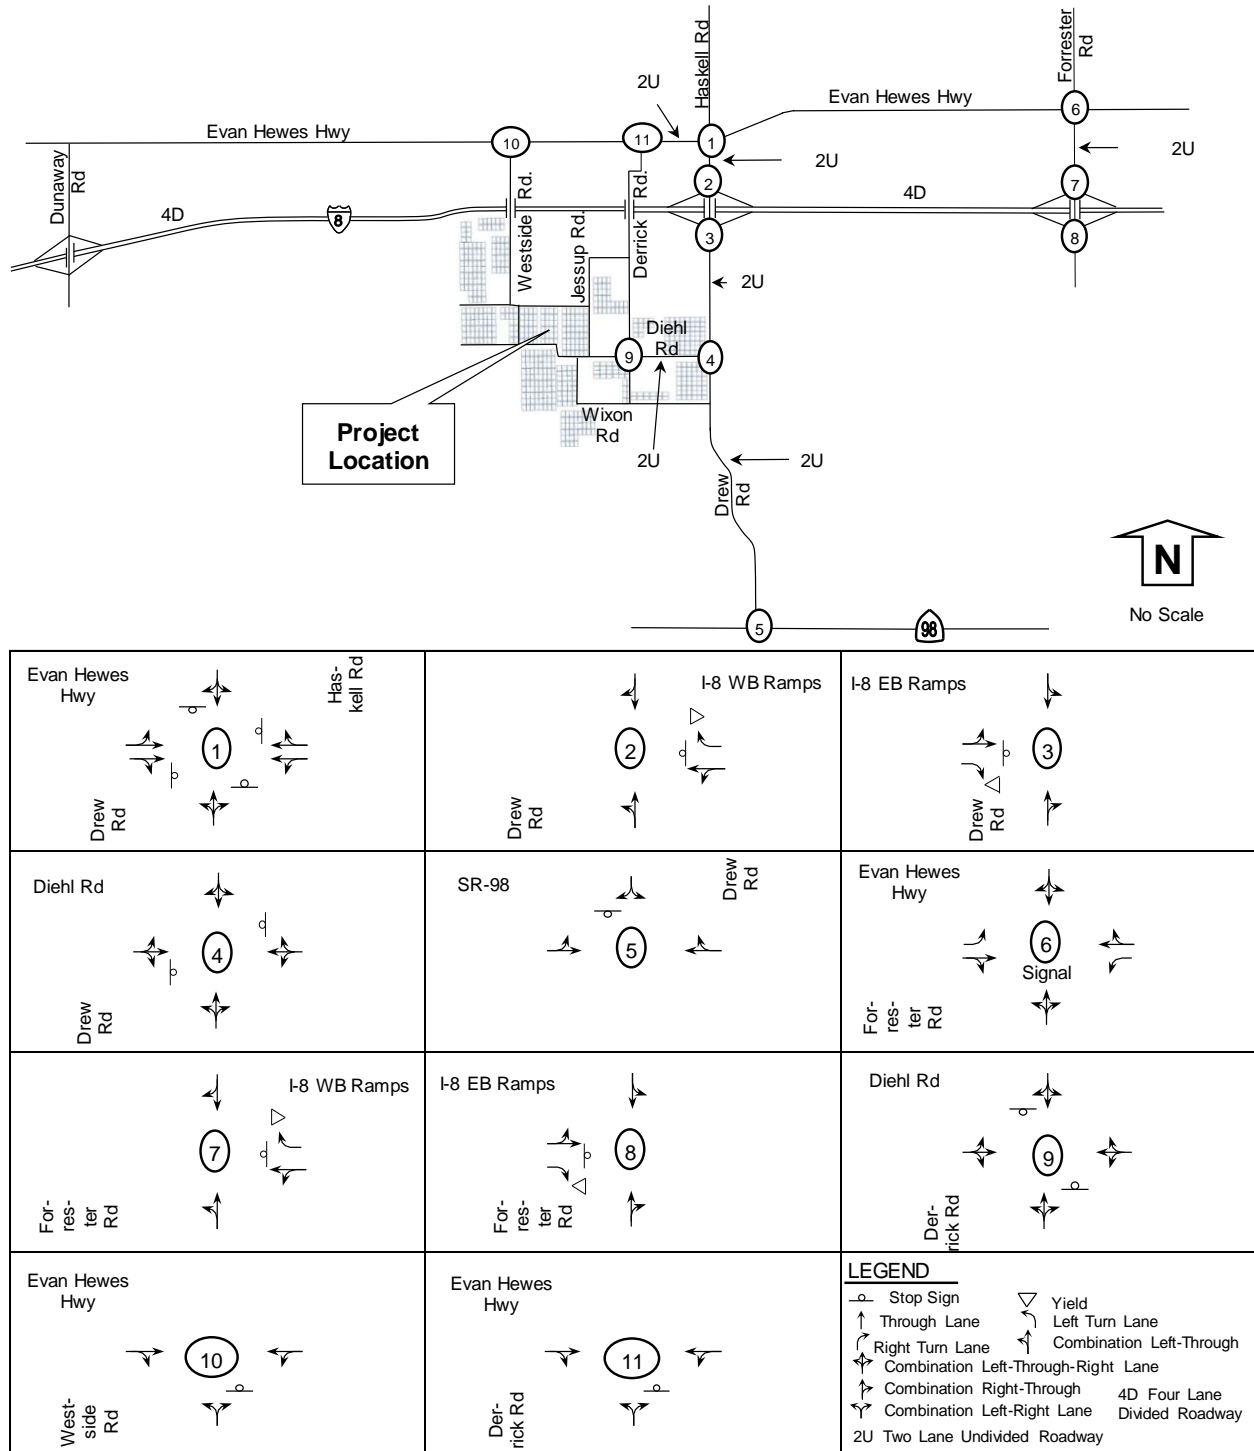 Haskell Rd
Forrester
Rd
2U
Evan Hewes Hwy
6
Evan Hewes Hwy
10
11
1
2U
2U
Dunaway
Rd
Westside Rd.
Derrick Rd.
2
7
4D
8
4D
3
8
Jessup Rd.
2U
Diehl
Rd
9
4
Project
Location
Wixon
Rd
2U
2U
Drew
Rd
N
No Scale
5
98
Evan Hewes
Hwy
Has-
kell Rd
1
Drew
Rd
I-8 WB Ramps
2
Drew
Rd
I-8 EB Ramps
3
Drew
Rd
Diehl Rd
4
Drew
Rd
SR-98
Drew
Rd
5
Evan Hewes
Hwy
6
Signal
For-
res-
ter
Rd
I-8 WB Ramps
7
For-
res-
ter
Rd
I-8 EB Ramps
8
For-
res-
ter
Rd
Diehl Rd
9
Der-
rick Rd
Evan Hewes
Hwy
10
West-
side
Rd
Evan Hewes
Hwy
11
Der-
rick Rd
LEGEND
Stop Sign
Yield
Through Lane
Left Turn Lane
Right Turn Lane
Combination Left-Through
Combination Left-Through-Right Lane
Combination Right-Through
4D Four Lane
Divided Roadway
Combination Left-Right Lane
2U Two Lane Undivided Roadway